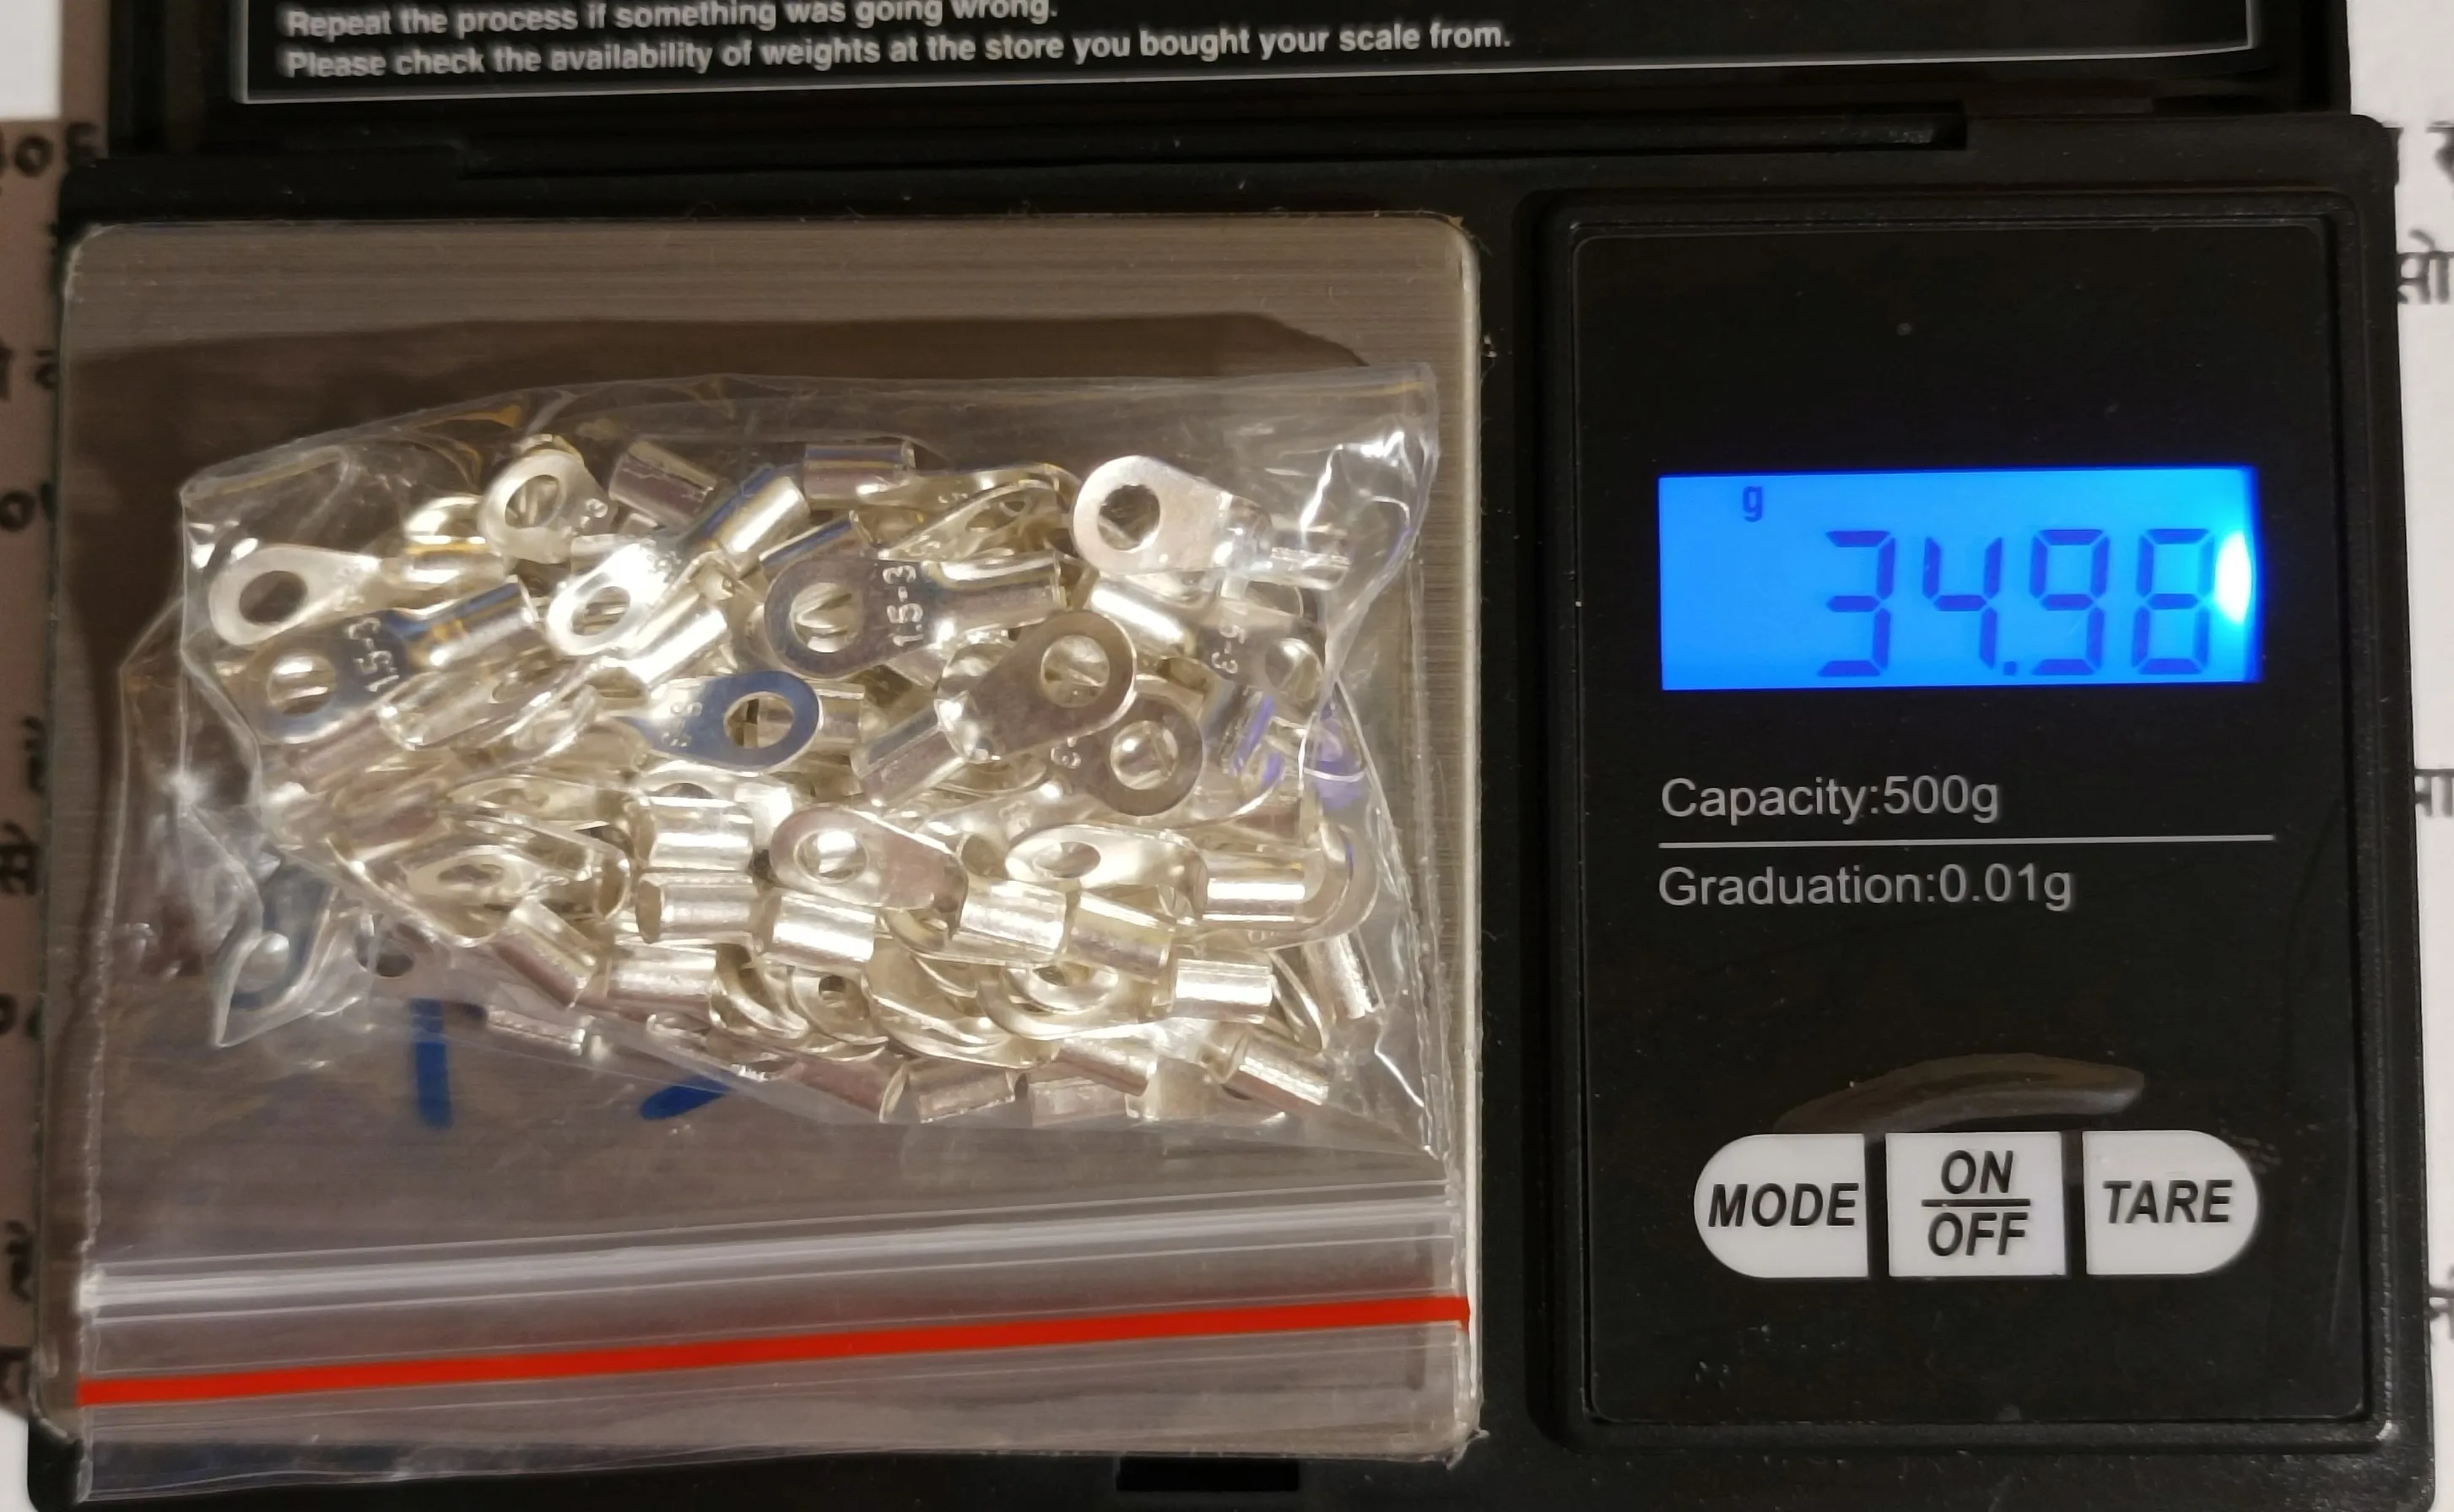 Repeat the process if something was going wrong.
Please check the availability of weights at the store you bought your scale from.
g
34.98
1.5-3
1.5-3
5-3
Capacity:500g
Graduation:0.01g
MODE
ON
OFF
TARE